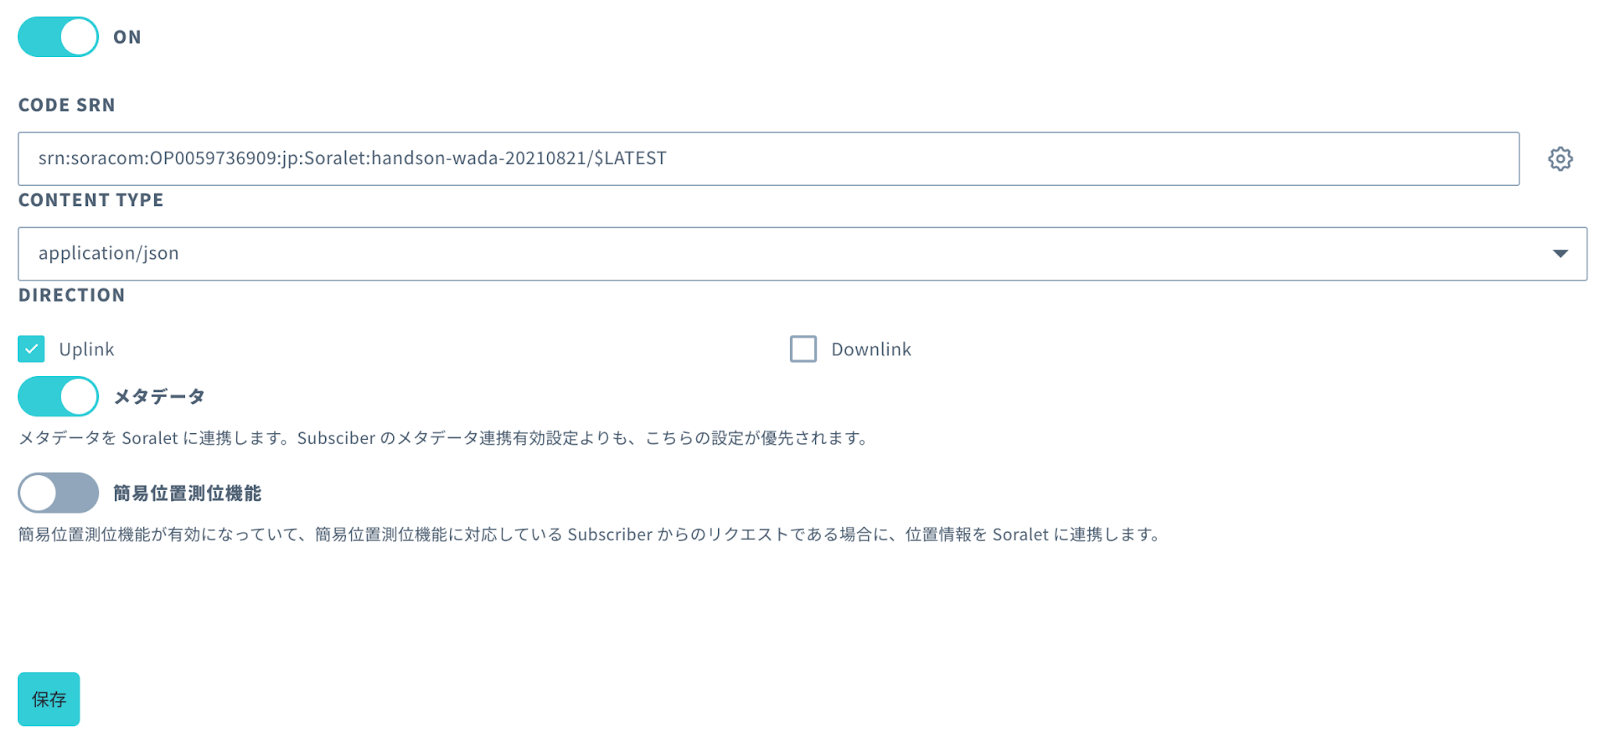 ON
CODE SRN
srn:soracom:OP0059736909:jp:Soralet:handson-wada-20210821/$LATEST
CONTENT TYPE
application/json
DIRECTION
Uplink
Downlink
メタデータ
メタデータを Soralet に連携します。Subsciber のメタデータ連携有効設定よりも、こちらの設定が優先されます。
簡易位置測位機能
簡易位置測位機能が有効になっていて、簡易位置測位機能に対応している Subscriber からのリクエストである場合に、位置情報を Soralet に連携します。
保存